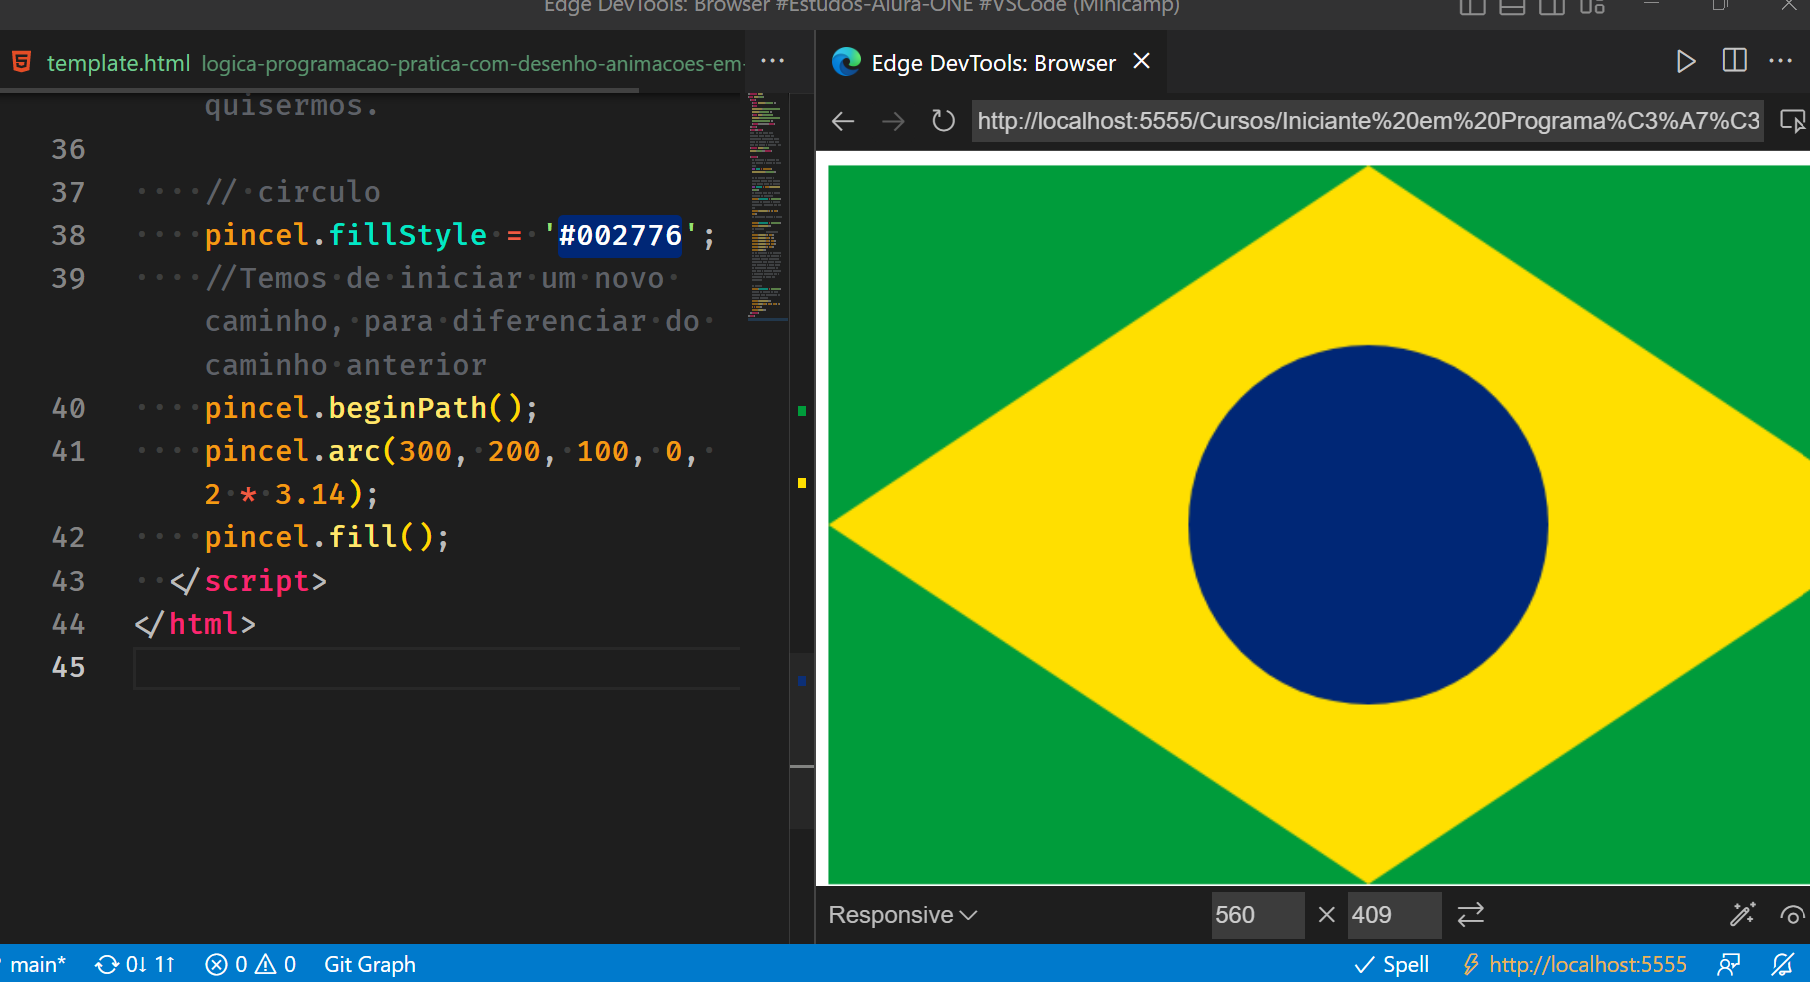 Edge DevTools: Browser #Estudos-Alura-ONE #VSCode (Minicamp)
template.html logica-programacao-pratica-com-desenho-animacoes-em- ...
quisermos.
36
37 // circulo
38 pincel.fillStyle = '#002776';
39 //Temos de iniciar um novo
caminho, para diferenciar do
caminho anterior
40 pincel.beginPath();
41 pincel.arc(300, 200, 100, 0,
2 * 3.14);
42 pincel.fill();
43 </script>
44 </html>
45
Edge DevTools: Browser
http://localhost:5555/Cursos/Iniciante%20em%20Programa%C3%A7%C3
Responsive 560 × 409
main* 0↓ 1↑ 0 0 Git Graph Spell http://localhost:5555